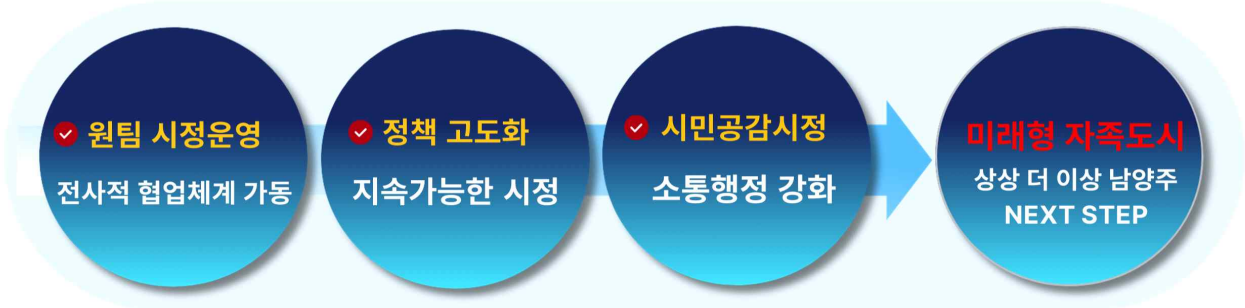 원팀 시정운영
전사적 협업체계 가동
정책 고도화
지속가능한 시정
시민공감시정
소통행정 강화
미래형 자족도시
상상 더 이상 남양주
NEXT STEP